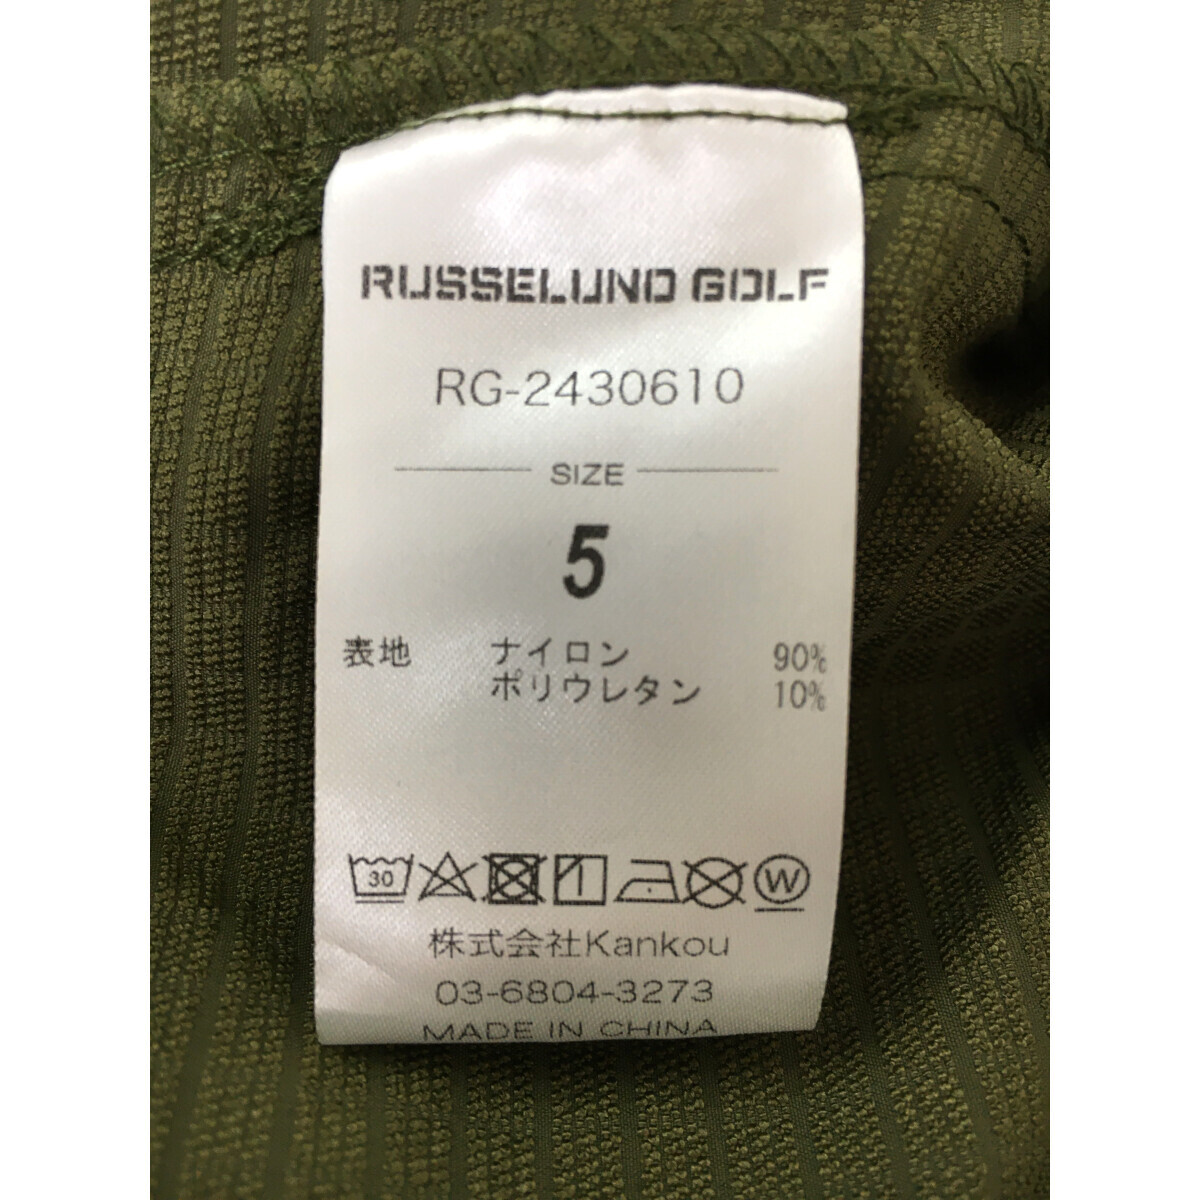 RUSSELUNO GOLF
RG-2430610
SIZE
5
表地 ナイロン 90%
ポリウレタン 10%
30 W
株式会社Kankou
03-6804-3273
MADE IN CHINA